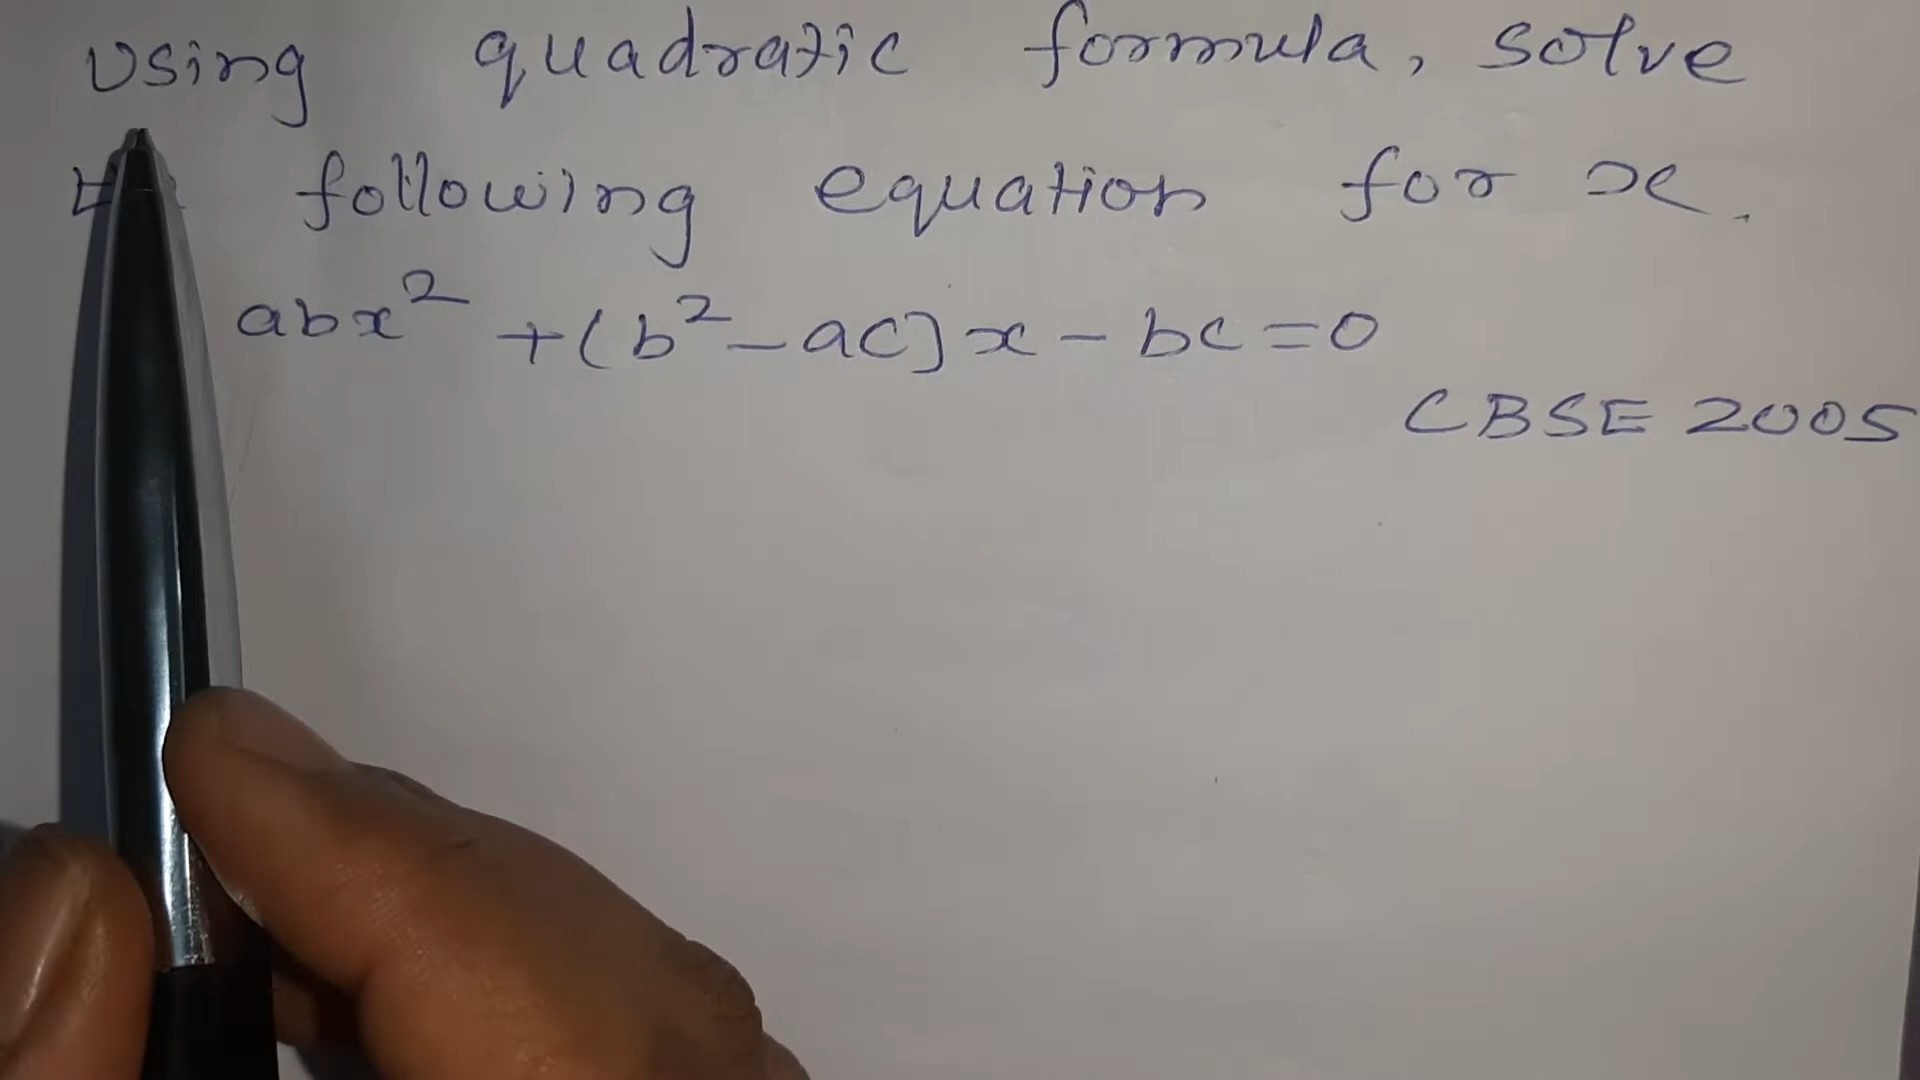 Using quadratic formula, solve
following equation for x.
abx² + (b² - ac) x - bc = 0
CBSE 2005